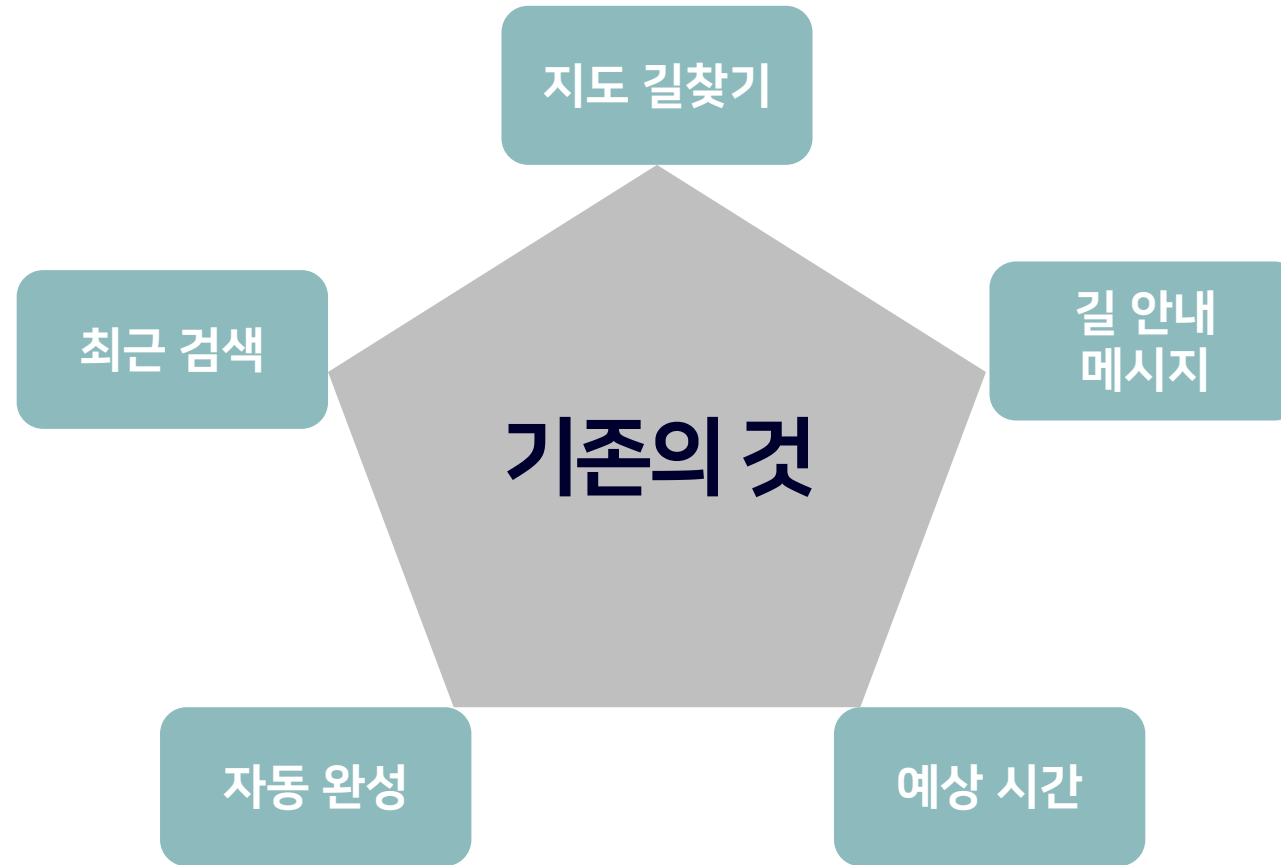 지도 길찾기
최근 검색
길 안내
메시지
기존의 것
자동 완성
예상 시간